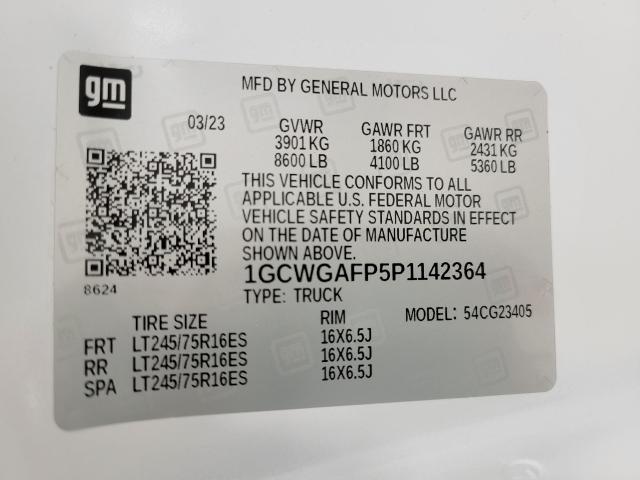 gm
MFD BY GENERAL MOTORS LLC
03/23 GVWR GAWR FRT GAWR RR
3901 KG 1860 KG 2431 KG
8600 LB 4100 LB 5360 LB
THIS VEHICLE CONFORMS TO ALL
APPLICABLE U.S. FEDERAL MOTOR
VEHICLE SAFETY STANDARDS IN EFFECT
ON THE DATE OF MANUFACTURE
SHOWN ABOVE.
1GCWGAFP5P1142364
8624
TYPE: TRUCK
MODEL: 54CG23405
TIRE SIZE RIM
FRT LT245/75R16ES 16X6.5J
RR LT245/75R16ES 16X6.5J
SPA LT245/75R16ES 16X6.5J